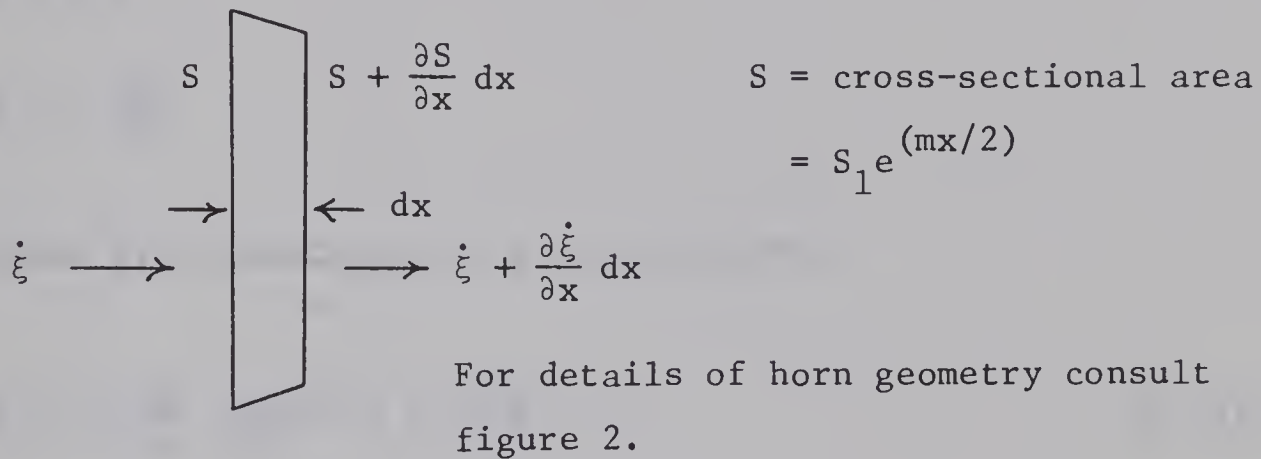 S S + ∂S/∂x dx S = cross-sectional area
= S₁e^(mx/2)
dx
ξ̇ ξ̇ + ∂ξ̇/∂x dx
For details of horn geometry consult
figure 2.